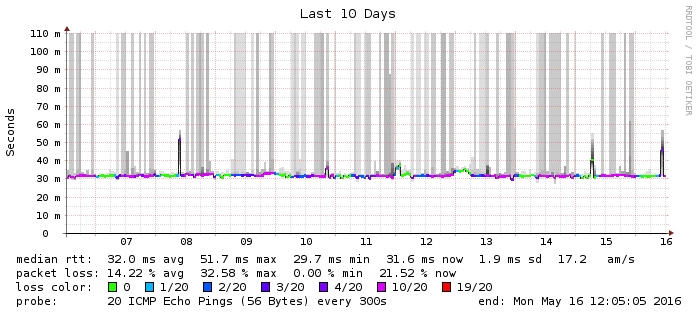 Last 10 Days
RRDTOOL / TOBI OETIKER
Seconds
110 m
100 m
90 m
80 m
70 m
60 m
50 m
40 m
30 m
20 m
10 m
0
07 08 09 10 11 12 13 14 15 16
median rtt: 32.0 ms avg 51.7 ms max 29.7 ms min 31.6 ms now 1.9 ms sd 17.2 am/s
packet loss: 14.22 % avg 32.58 % max 0.00 % min 21.52 % now
loss color: 0 1/20 2/20 3/20 4/20 10/20 19/20
probe: 20 ICMP Echo Pings (56 Bytes) every 300s end: Mon May 16 12:05:05 2016